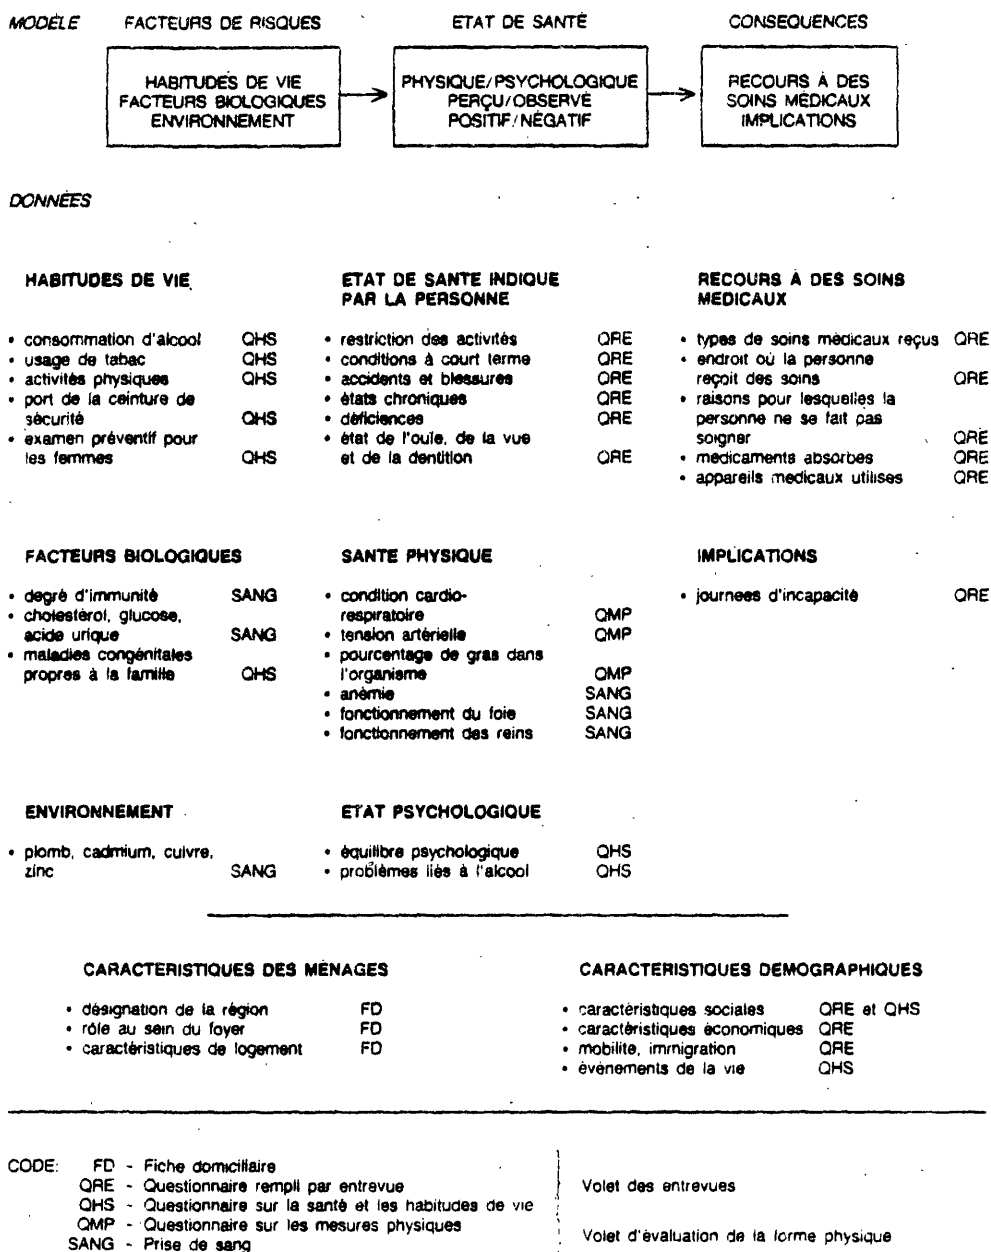 MODÈLE FACTEURS DE RISQUES ETAT DE SANTÉ CONSEQUENCES
HABITUDES DE VIE
FACTEURS BIOLOGIQUES
ENVIRONNEMENT
PHYSIQUE/PSYCHOLOGIQUE
PERÇU/OBSERVÉ
POSITIF/NÉGATIF
RECOURS À DES
SOINS MÉDICAUX
IMPLICATIONS
DONNÉES
HABITUDES DE VIE
• consommation d'alcool QHS
• usage de tabac QHS
• activités physiques QHS
• port de la ceinture de
sécurité QHS
• examen préventif pour
les femmes QHS
ETAT DE SANTE INDIQUE
PAR LA PERSONNE
• restriction des activités QRE
• conditions à court terme QRE
• accidents et blessures QRE
• états chroniques QRE
• déficiences QRE
• état de l'ouïe, de la vue
et de la dentition QRE
RECOURS À DES SOINS
MEDICAUX
• types de soins médicaux reçus QRE
• endroit où la personne
reçoit des soins QRE
• raisons pour lesquelles la
personne ne se fait pas
soigner QRE
• medicaments absorbes QRE
• appareils medicaux utilises QRE
FACTEURS BIOLOGIQUES
• degré d'immunité SANG
• cholestérol, glucose,
acide urique SANG
• maladies congénitales
propres à la famille QHS
SANTE PHYSIQUE
• condition cardio-
respiratoire QMP
• tension artérielle QMP
• pourcentage de gras dans
l'organisme QMP
• anémie SANG
• fonctionnement du foie SANG
• fonctionnement des reins SANG
IMPLICATIONS
• journees d'incapacité QRE
ENVIRONNEMENT
• plomb, cadmium, cuivre,
zinc SANG
ETAT PSYCHOLOGIQUE
• équilibre psychologique QHS
• problèmes liés à l'alcool QHS
CARACTERISTIQUES DES MÉNAGES
• désignation de la région FD
• rôle au sein du foyer FD
• caractéristiques de logement FD
CARACTERISTIQUES DEMOGRAPHIQUES
• caractéristiques sociales QRE et QHS
• caractéristiques économiques QRE
• mobilite, immigration QRE
• évènements de la vie QHS
CODE: FD - Fiche domiciliaire
QRE - Questionnaire rempli par entrevue
QHS - Questionnaire sur la santé et les habitudes de vie
QMP - Questionnaire sur les mesures physiques
SANG - Prise de sang
Volet des entrevues
Volet d'évaluation de la forme physique